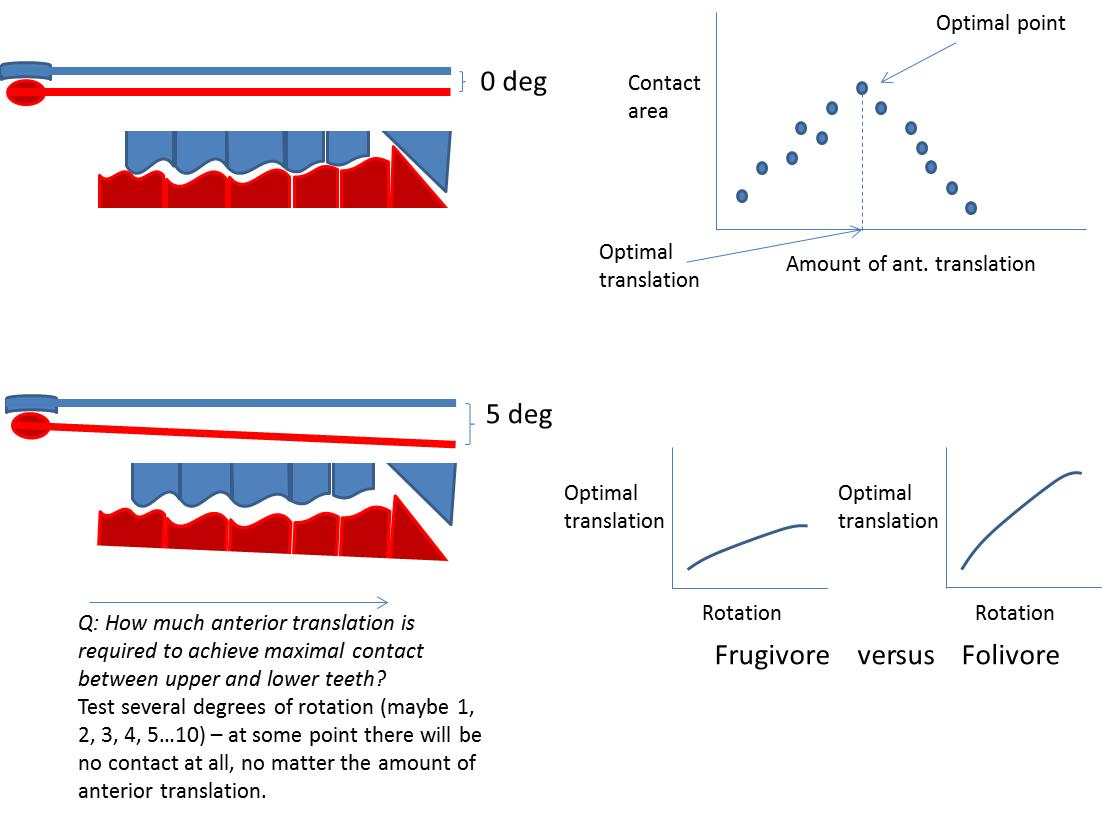 0 deg
Optimal point
Contact
area
Optimal
translation
Amount of ant. translation
5 deg
Q: How much anterior translation is
required to achieve maximal contact
between upper and lower teeth?
Test several degrees of rotation (maybe 1,
2, 3, 4, 5...10) – at some point there will be
no contact at all, no matter the amount of
anterior translation.
Optimal
translation
Rotation
Optimal
translation
Rotation
Frugivore versus Folivore